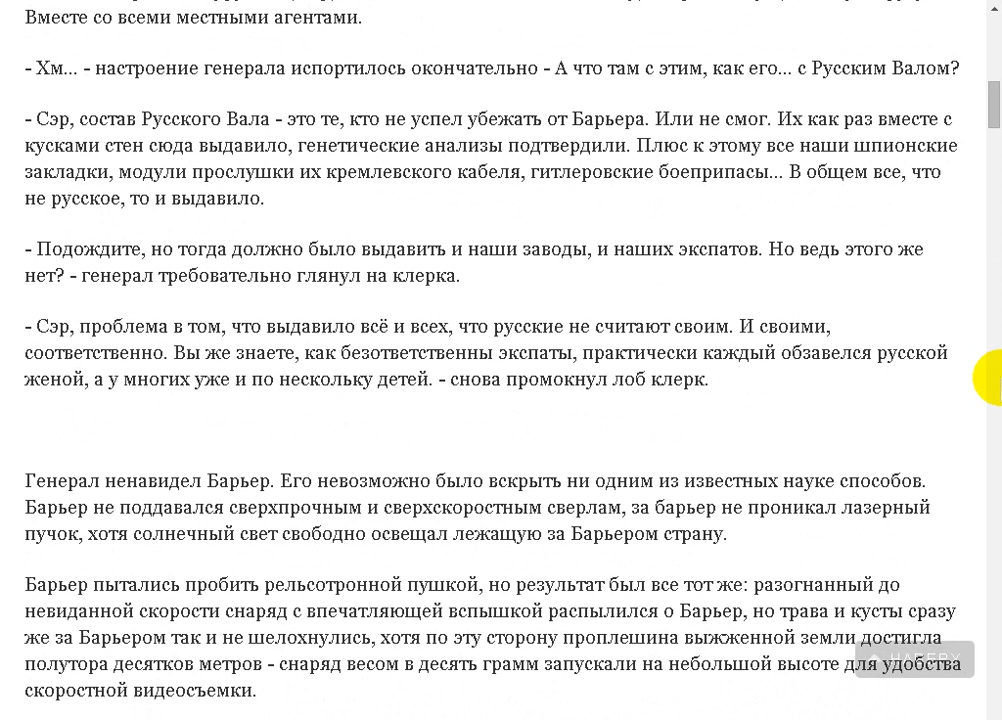 Вместе со всеми местными агентами.
- Хм... - настроение генерала испортилось окончательно - А что там с этим, как его... с Русским Валом?
- Сэр, состав Русского Вала - это те, кто не успел убежать от Барьера. Или не смог. Их как раз вместе с
кусками стен сюда выдавило, генетические анализы подтвердили. Плюс к этому все наши шпионские
закладки, модули прослушки их кремлевского кабеля, гитлеровские боеприпасы... В общем все, что
не русское, то и выдавило.
- Подождите, но тогда должно было выдавить и наши заводы, и наших экспатов. Но ведь этого же
нет? - генерал требовательно глянул на клерка.
- Сэр, проблема в том, что выдавило всё и всех, что русские не считают своим. И своими,
соответственно. Вы же знаете, как безответственны экспаты, практически каждый обзавелся русской
женой, а у многих уже и по нескольку детей. - снова промокнул лоб клерк.
Генерал ненавидел Барьер. Его невозможно было вскрыть ни одним из известных науке способов.
Барьер не поддавался сверхпрочным и сверхскоростным сверлам, за барьер не проникал лазерный
пучок, хотя солнечный свет свободно освещал лежащую за Барьером страну.
Барьер пытались пробить рельсотронной пушкой, но результат был все тот же: разогнанный до
невиданной скорости снаряд с впечатляющей вспышкой распылился о Барьер, но трава и кусты сразу
же за Барьером так и не шелохнулись, хотя по эту сторону проплешина выжженной земли достигла
полутора десятков метров - снаряд весом в десять грамм запускали на небольшой высоте для удобства
скоростной видеосъемки.
НАВЕРХ